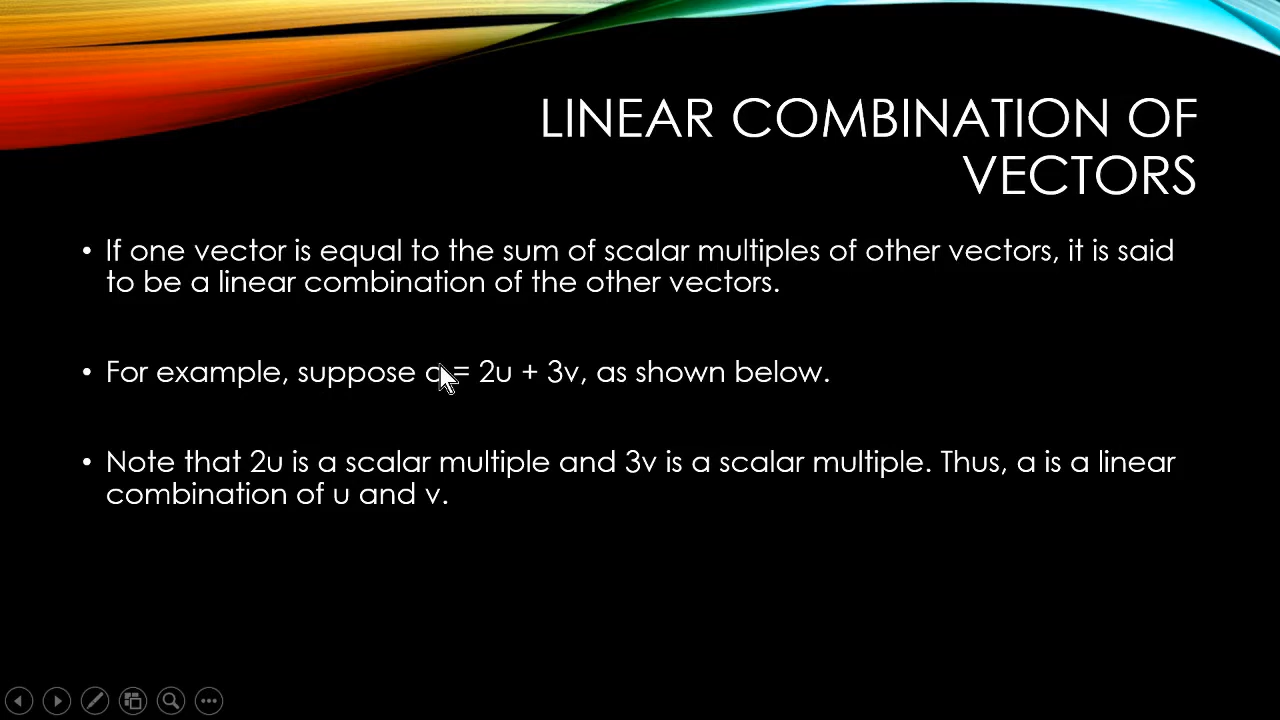 LINEAR COMBINATION OF
VECTORS
• If one vector is equal to the sum of scalar multiples of other vectors, it is said
to be a linear combination of the other vectors.
• For example, suppose a = 2u + 3v, as shown below.
• Note that 2u is a scalar multiple and 3v is a scalar multiple. Thus, a is a linear
combination of u and v.